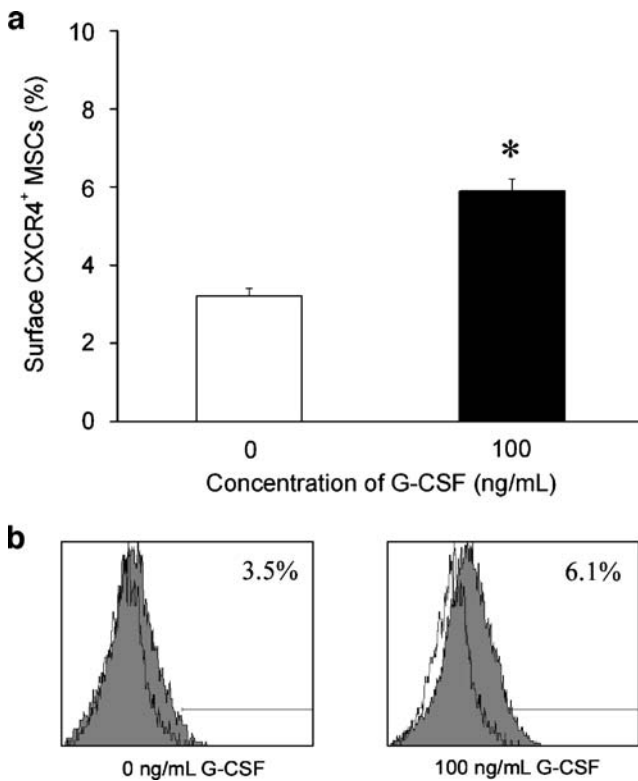 a
10
8
6
4
2
0
Surface CXCR4+ MSCs (%)
*
0
100
Concentration of G-CSF (ng/mL)
b
3.5%
6.1%
0 ng/mL G-CSF
100 ng/mL G-CSF